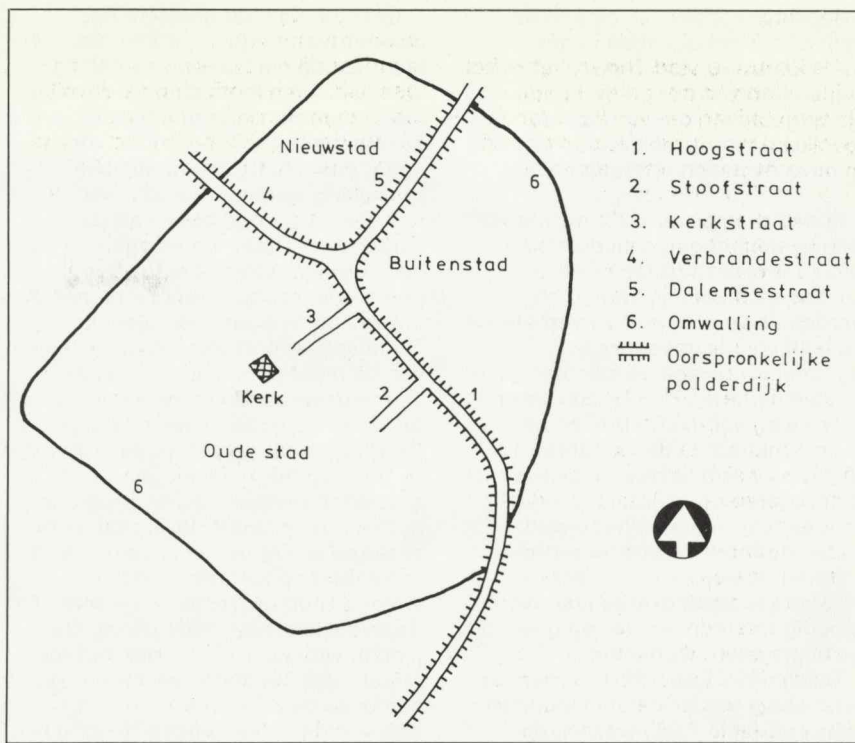 Nieuwstad
4
5
6
Buitenstad
3
Kerk
2
1
Oude stad
6
1. Hoogstraat
2. Stoofstraat
3. Kerkstraat
4. Verbrandestraat
5. Dalemsestraat
6. Omwalling
Oorspronkelijke
polderdijk